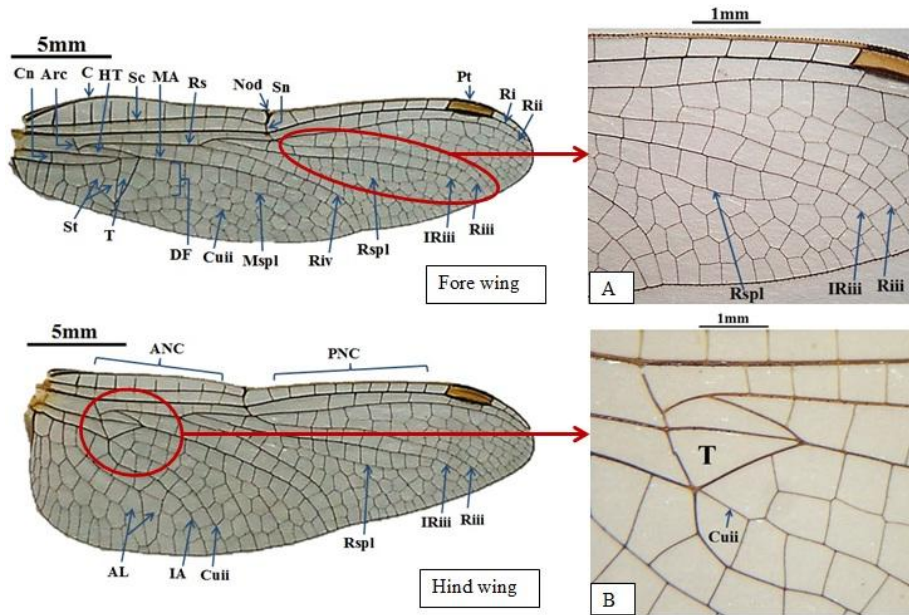 5mm
Cn Arc C HT Sc MA Rs Nod Sn Pt Ri Rii
St T DF Cuii Mspl Riv Rspl IRiii Riii
Fore wing
1mm
Rspl IRiii Riii
A
5mm
ANC PNC
AL IA Cuii Rspl IRiii Riii
Hind wing
1mm
T
Cuii
B